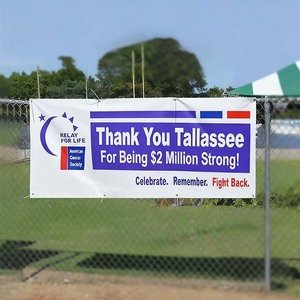 RELAY
FOR LIFE
American
Cancer
Society
Thank You Tallassee
For Being $2 Million Strong!
Celebrate. Remember. Fight Back.